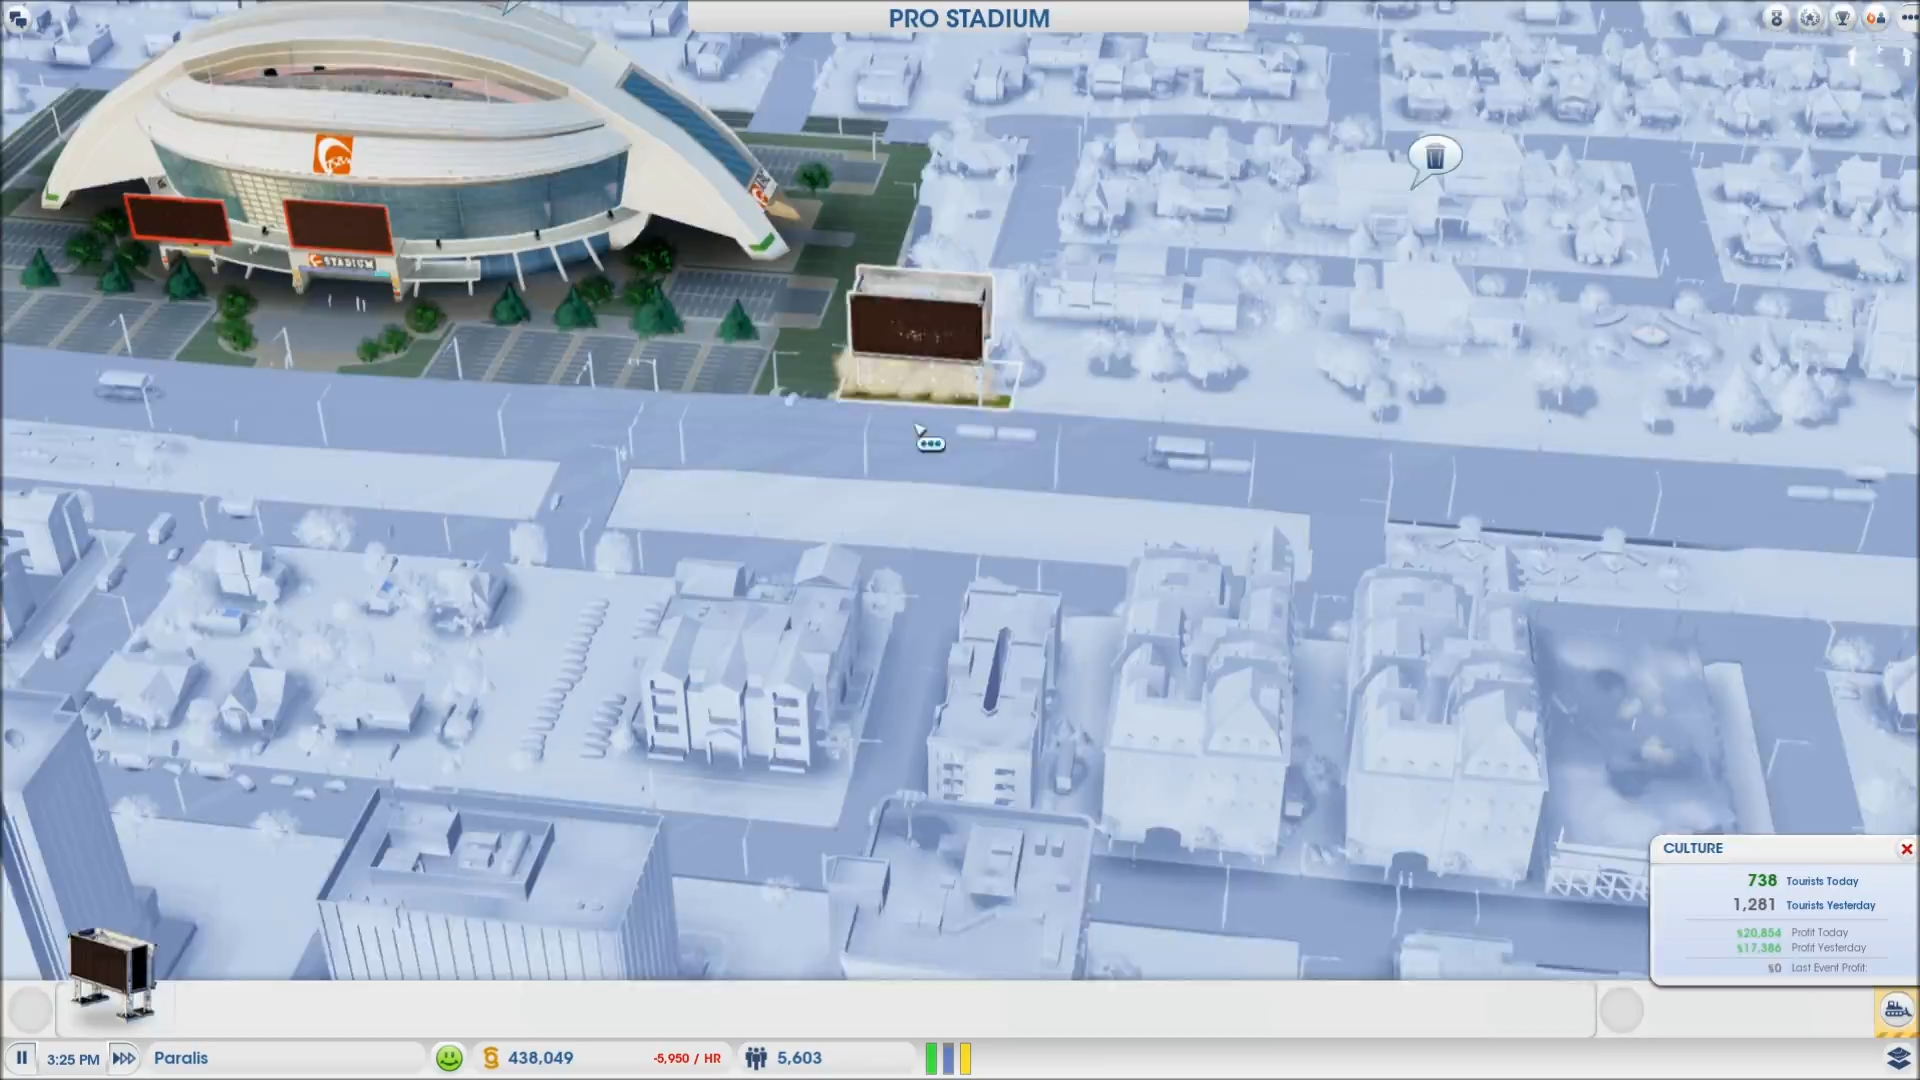 PRO STADIUM
STADIUM
CULTURE
738 Tourists Today
1,281 Tourists Yesterday
$20,854 Profit Today
$17,386 Profit Yesterday
$0 Last Event Profit:
3:25 PM
Paralis
438,049
-5,950 / HR
5,603